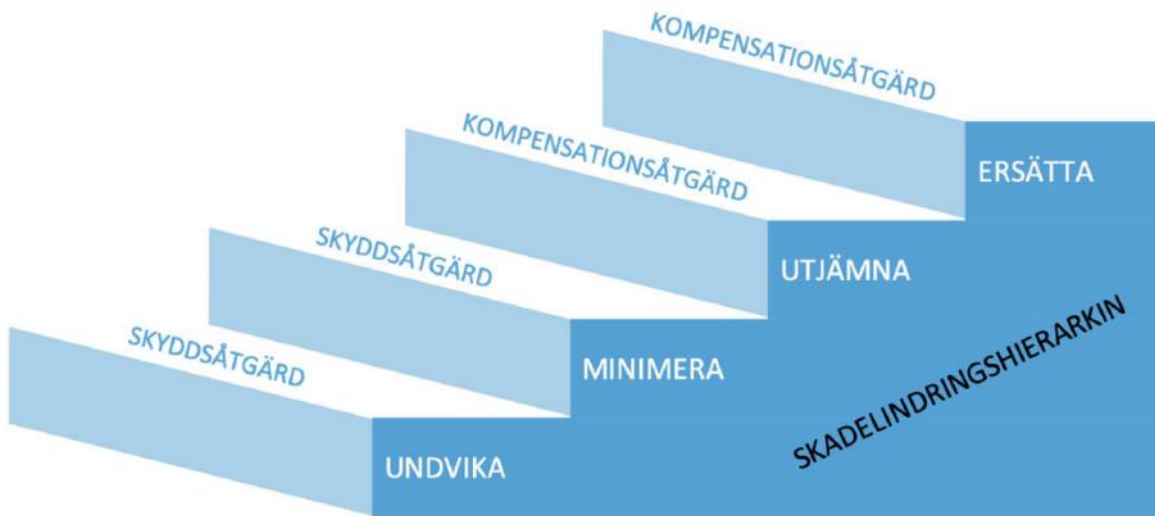 KOMPENSATIONSÅTGÄRD
ERSÄTTA
KOMPENSATIONSÅTGÄRD
UTJÄMNA
SKYDDSÅTGÄRD
MINIMERA
SKYDDSÅTGÄRD
UNDVIKA
SKADELINDRINGSHIERARKIN